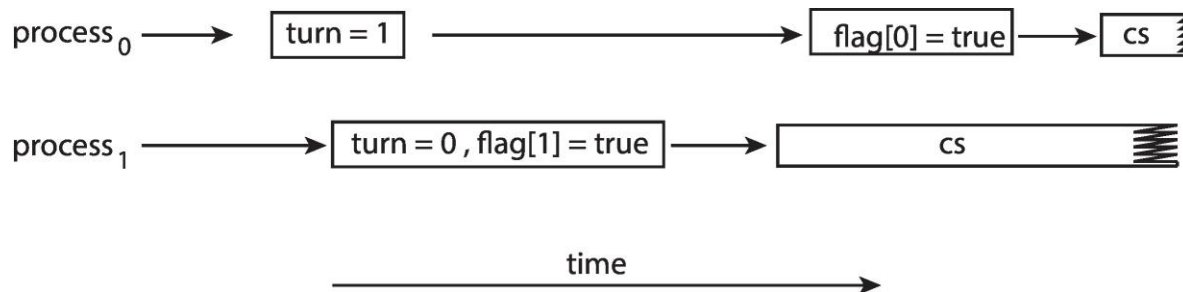 process0 turn = 1 flag[0] = true cs
process1 turn = 0 , flag[1] = true cs
time